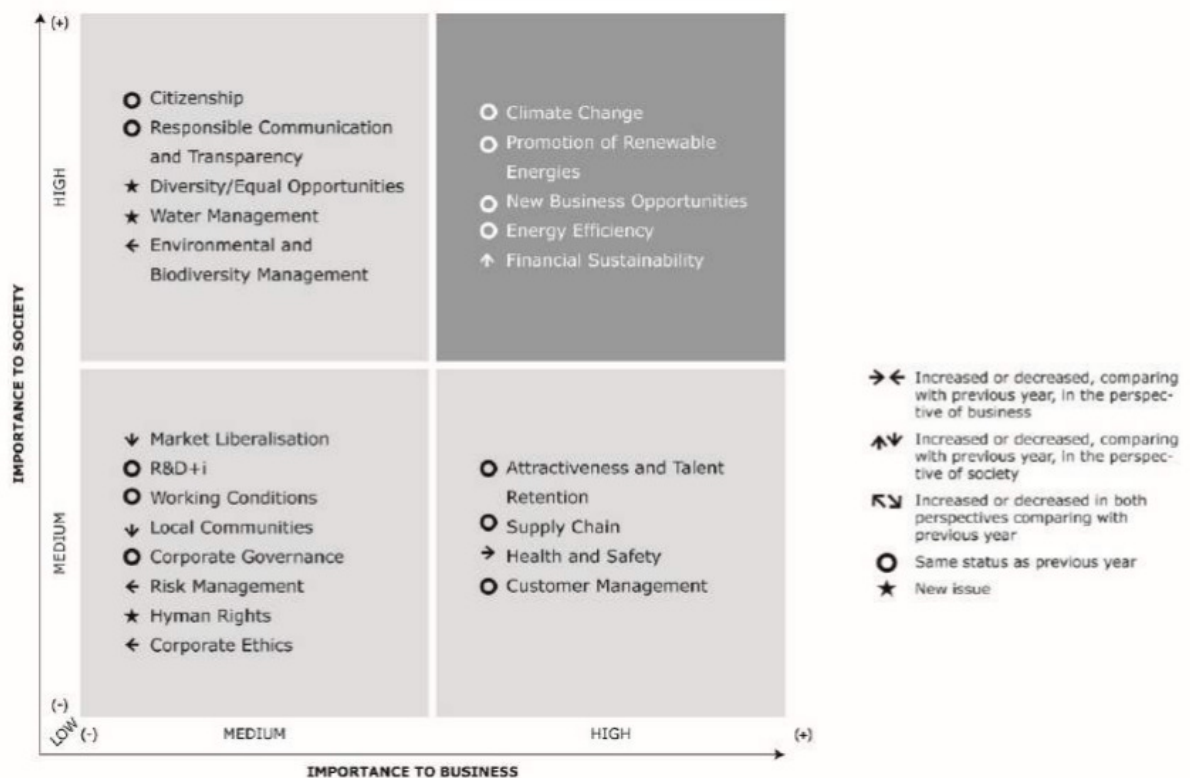 (+)
Citizenship
Responsible Communication
and Transparency
Diversity/Equal Opportunities
Water Management
Environmental and
Biodiversity Management
Climate Change
Promotion of Renewable
Energies
New Business Opportunities
Energy Efficiency
Financial Sustainability
HIGH
IMPORTANCE TO SOCIETY
Market Liberalisation
R&D+i
Working Conditions
Local Communities
Corporate Governance
Risk Management
Hyman Rights
Corporate Ethics
Attractiveness and Talent
Retention
Supply Chain
Health and Safety
Customer Management
MEDIUM
(-)
LOW
(-)
MEDIUM
HIGH
(+)
IMPORTANCE TO BUSINESS
Increased or decreased, comparing
with previous year, in the perspec-
tive of business
Increased or decreased, comparing
with previous year, in the perspec-
tive of society
Increased or decreased in both
perspectives comparing with
previous year
Same status as previous year
New issue